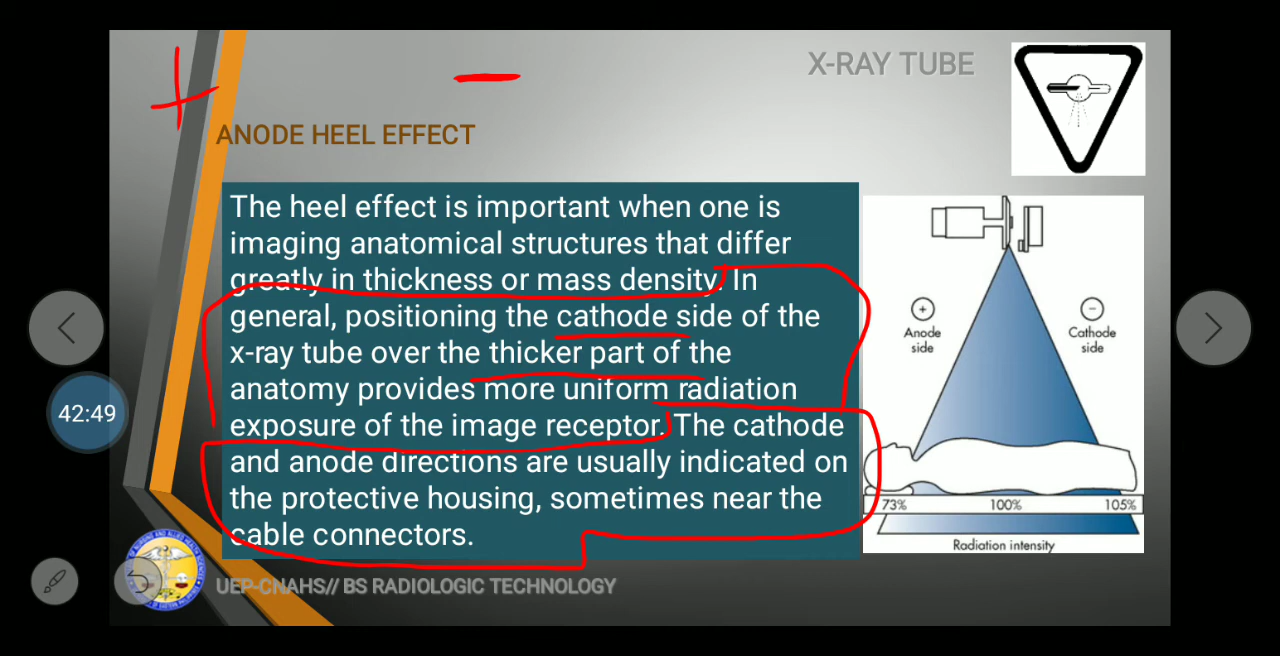 X-RAY TUBE
ANODE HEEL EFFECT
The heel effect is important when one is
imaging anatomical structures that differ
greatly in thickness or mass density. In
general, positioning the cathode side of the
x-ray tube over the thicker part of the
anatomy provides more uniform radiation
exposure of the image receptor. The cathode
and anode directions are usually indicated on
the protective housing, sometimes near the
cable connectors.
+
Anode
side
−
Cathode
side
73% 100% 105%
Radiation intensity
42:49
UEP-CNAHS// BS RADIOLOGIC TECHNOLOGY